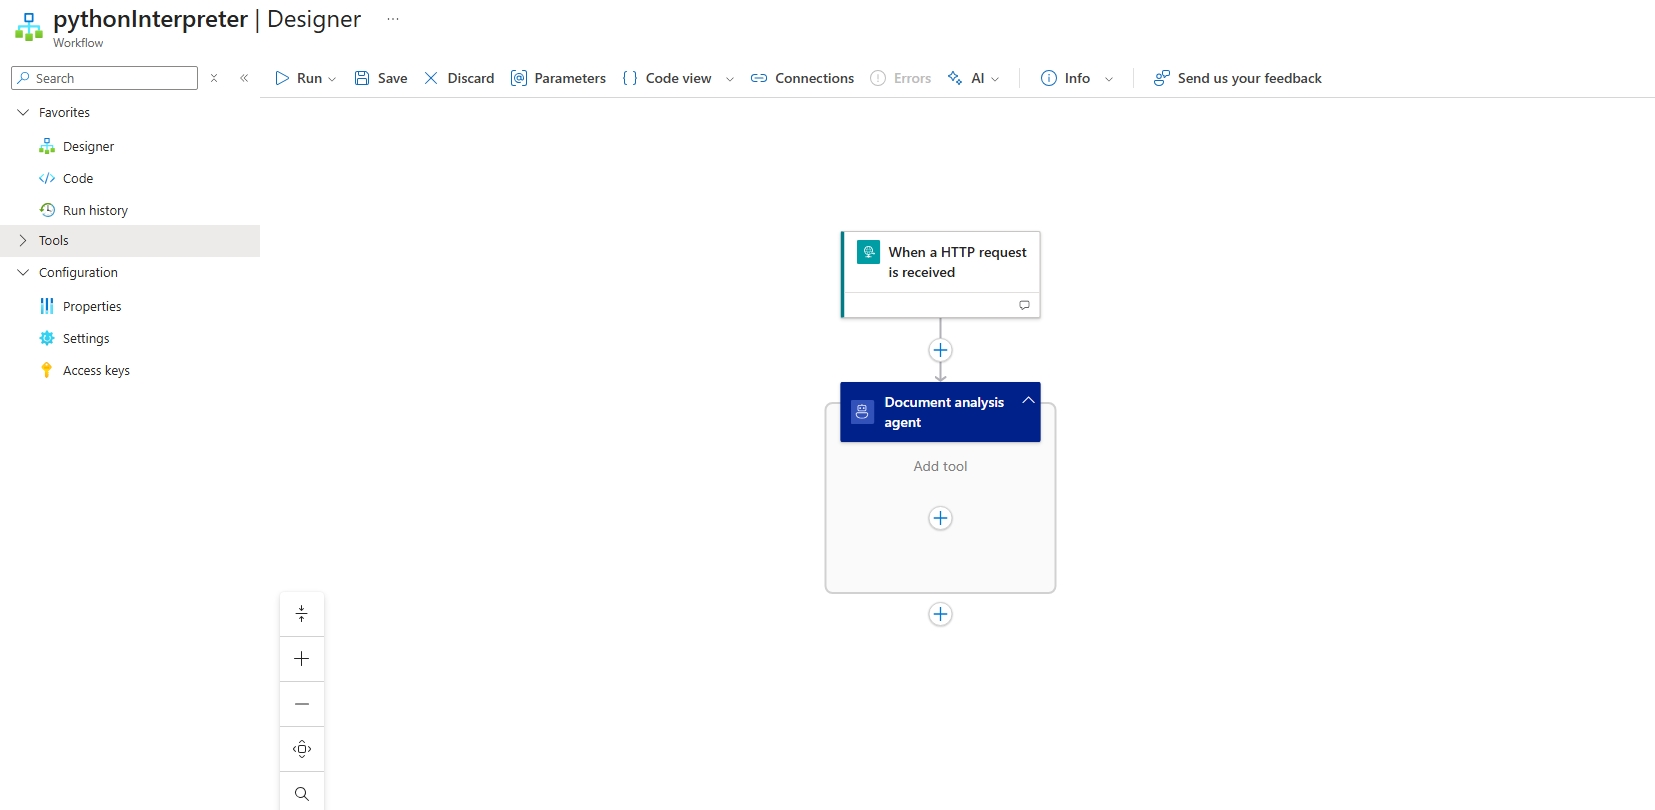 pythonInterpreter | Designer ...
Workflow
Search
Run
Save
Discard
Parameters
Code view
Connections
Errors
AI
Info
Send us your feedback
Favorites
Designer
Code
Run history
Tools
Configuration
Properties
Settings
Access keys
When a HTTP request
is received
Document analysis
agent
Add tool